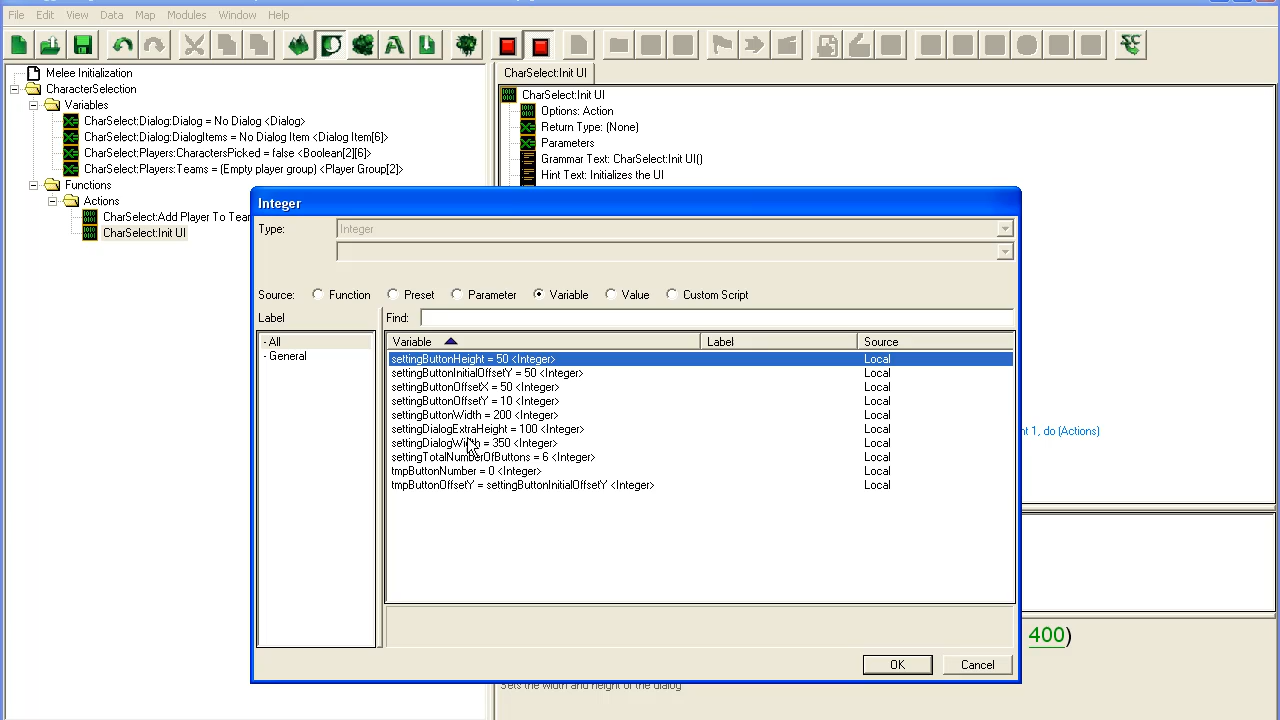 File Edit View Data Map Modules Window Help
Melee Initialization
CharacterSelection
Variables
CharSelect:Dialog:Dialog = No Dialog <Dialog>
CharSelect:Dialog:DialogItems = No Dialog Item <Dialog Item[6]>
CharSelect:Players:CharactersPicked = false <Boolean[2][6]>
CharSelect:Players:Teams = (Empty player group) <Player Group[2]>
Functions
Actions
CharSelect:Add Player To Tear
CharSelect:Init UI
CharSelect:Init UI
CharSelect:Init UI
Options: Action
Return Type: (None)
Parameters
Grammar Text: CharSelect:Init UI()
Hint Text: Initializes the UI
Integer
Type: Integer
Source: Function Preset Parameter Variable Value Custom Script
Label Find:
- All
- General
Variable Label Source
settingButtonHeight = 50 <Integer> Local
settingButtonInitialOffsetY = 50 <Integer> Local
settingButtonOffsetX = 50 <Integer> Local
settingButtonOffsetY = 10 <Integer> Local
settingButtonWidth = 200 <Integer> Local
settingDialogExtraHeight = 100 <Integer> Local
settingDialogWidth = 350 <Integer> Local
settingTotalNumberOfButtons = 6 <Integer> Local
tmpButtonNumber = 0 <Integer> Local
tmpButtonOffsetY = settingButtonInitialOffsetY <Integer> Local
OK Cancel
nt 1, do (Actions)
400)
Sets the width and height of the dialog